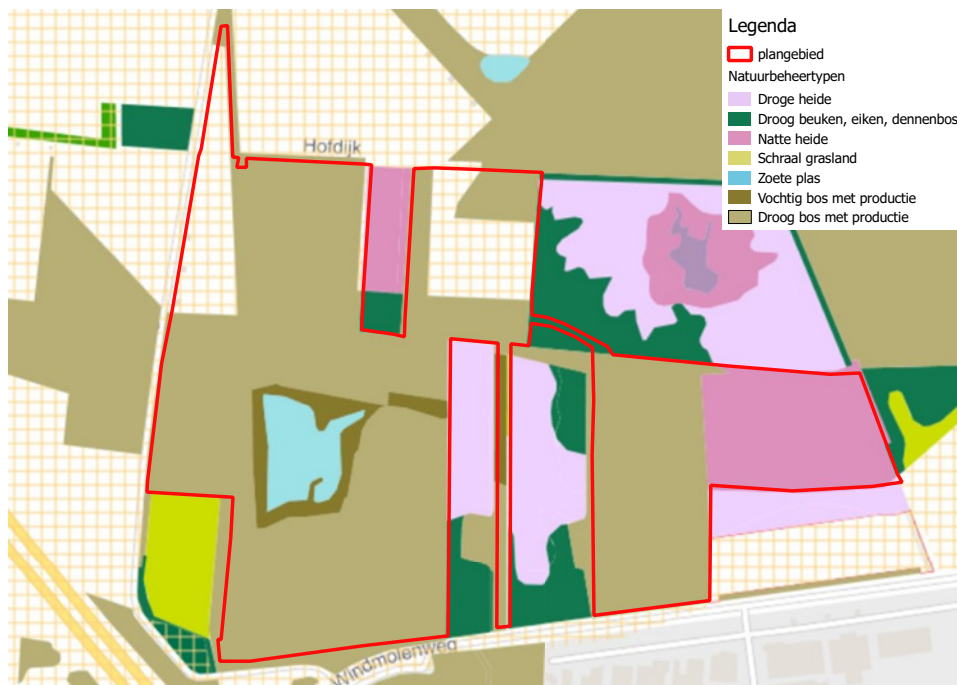 Legenda
plangebied
Natuurbeheertypen
Droge heide
Droog beuken, eiken, dennenbos
Natte heide
Schraal grasland
Zoete plas
Vochtig bos met productie
Droog bos met productie
Hofdijk
Windmolenweg